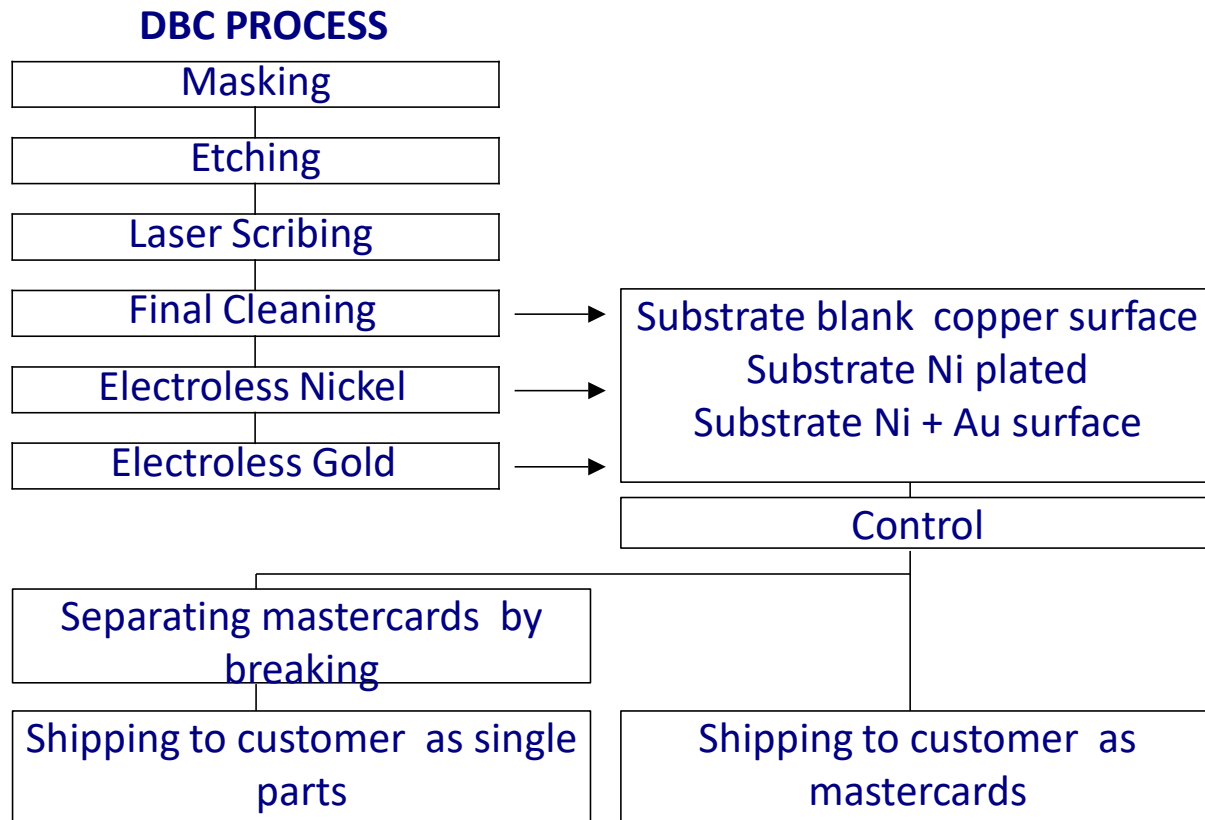 DBC PROCESS
Masking
Etching
Laser Scribing
Final Cleaning
Electroless Nickel
Electroless Gold
Substrate blank copper surface
Substrate Ni plated
Substrate Ni + Au surface
Control
Separating mastercards by
breaking
Shipping to customer as single
parts
Shipping to customer as
mastercards